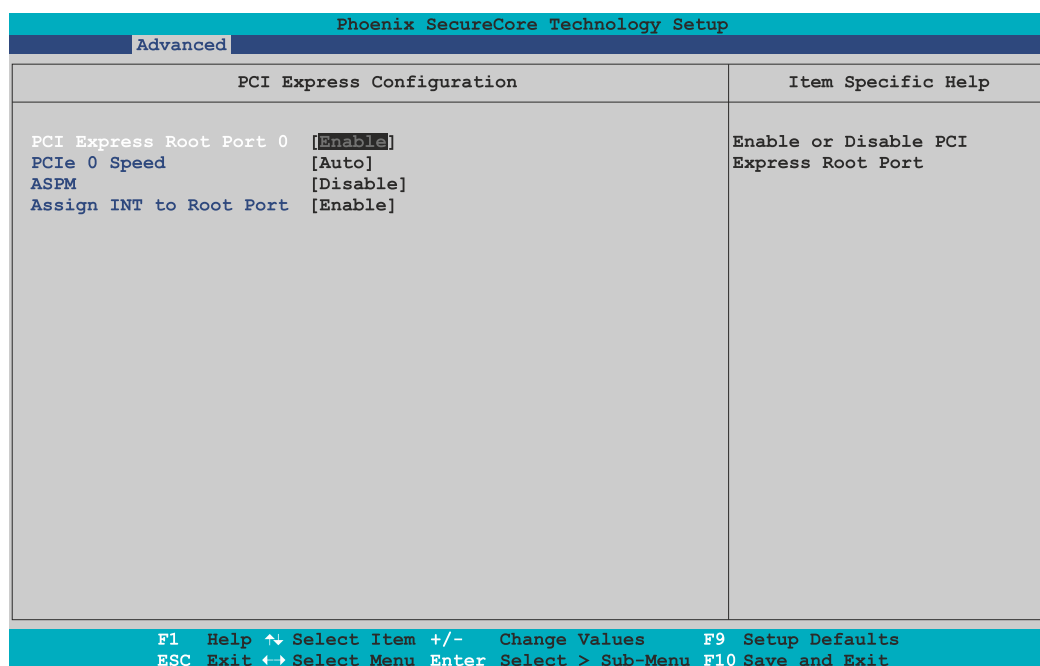 Phoenix SecureCore Technology Setup
Advanced
PCI Express Configuration
Item Specific Help
PCI Express Root Port 0 [Enable]
PCIe 0 Speed [Auto]
ASPM [Disable]
Assign INT to Root Port [Enable]
Enable or Disable PCI
Express Root Port
F1 Help ↑↓ Select Item +/- Change Values F9 Setup Defaults
ESC Exit ←→ Select Menu Enter Select > Sub-Menu F10 Save and Exit